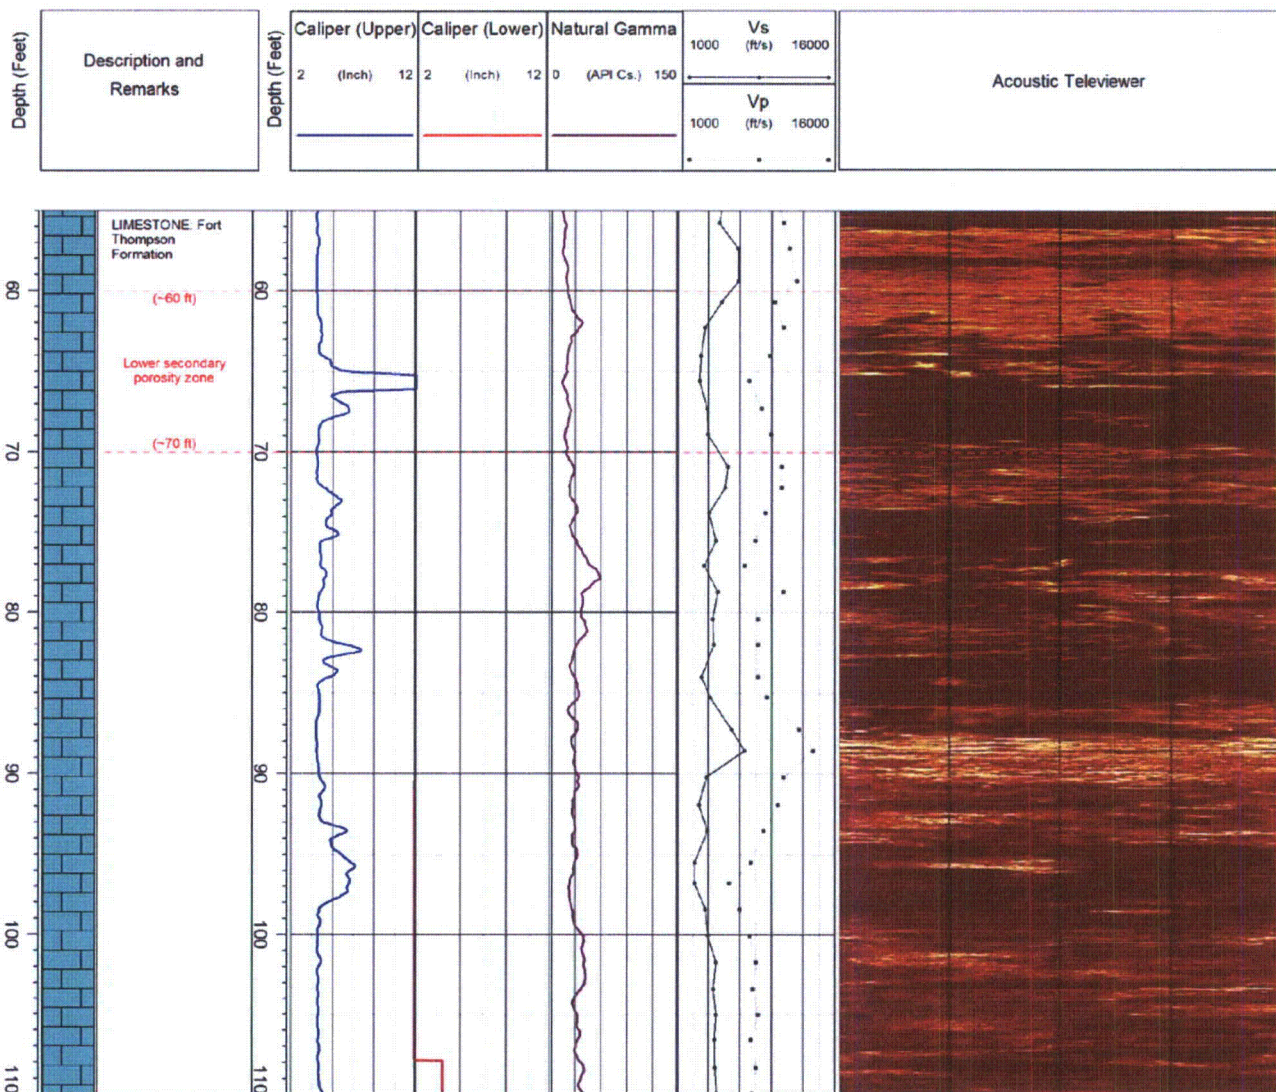 Depth (Feet)
Description and
Remarks
Depth (Feet)
Caliper (Upper)
2 (Inch) 12
Caliper (Lower)
2 (Inch) 12
Natural Gamma
0 (API Cs.) 150
Vs
1000 (ft/s) 16000
Vp
1000 (ft/s) 16000
Acoustic Televiewer
LIMESTONE: Fort
Thompson
Formation
60
(~60 ft)
60
Lower secondary
porosity zone
(~70 ft)
70
70
80
80
90
90
100
100
110
110